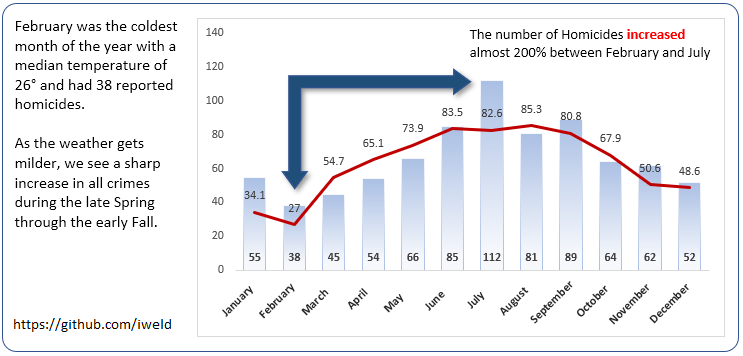 February was the coldest
month of the year with a
median temperature of
26° and had 38 reported
homicides.
As the weather gets
milder, we see a sharp
increase in all crimes
during the late Spring
through the early Fall.
https://github.com/iweld
The number of Homicides increased
almost 200% between February and July
140
120
100
80
60
40
20
0
34.1
27
54.7
65.1
73.9
83.5
82.6
85.3
80.8
67.9
50.6
48.6
55
38
45
54
66
85
112
81
89
64
62
52
January
February
March
April
May
June
July
August
September
October
November
December